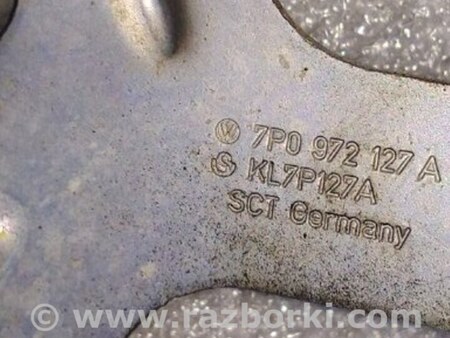 7P0 972 127 A
KL7P127A
SCT Germany
www.razborki.com